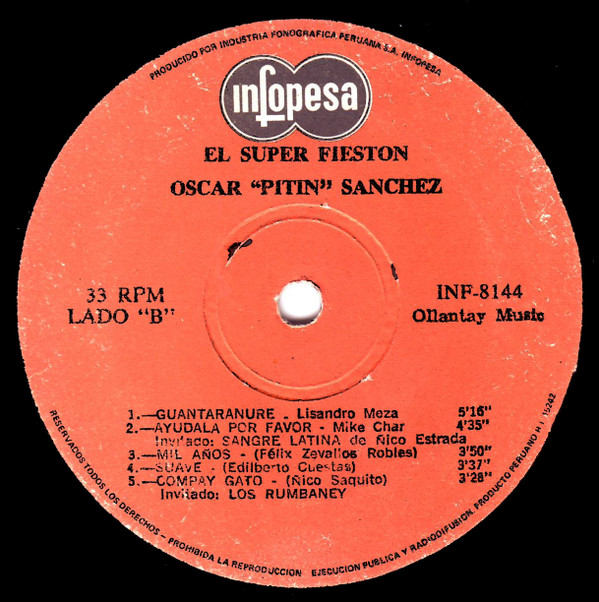 PRODUCIDO POR INDUSTRIA FONOGRAFICA PERUANA S.A. INFOPESA
infopesa
EL SUPER FIESTON
OSCAR "PITIN" SANCHEZ
33 RPM
LADO "B"
INF-8144
Ollantay Music
1.—GUANTARANURE - Lisandro Meza 5'16"
2.—AYUDALA POR FAVOR - Mike Char 4'35"
Invitado: SANGRE LATINA de Ñico Estrada
3.—MIL AÑOS - (Félix Zevallos Robles) 3'50"
4.—SUAVE - (Edilberto Cuestas) 3'37"
5.—COMPAY GATO - (Ñico Saquito) 3'28"
Invitado: LOS RUMBANEY
RESERVADOS TODOS LOS DERECHOS - PROHIBIDA LA REPRODUCCION EJECUCION PUBLICA Y RADIODIFUSION. PRODUCTO PERUANO R.I. 15242